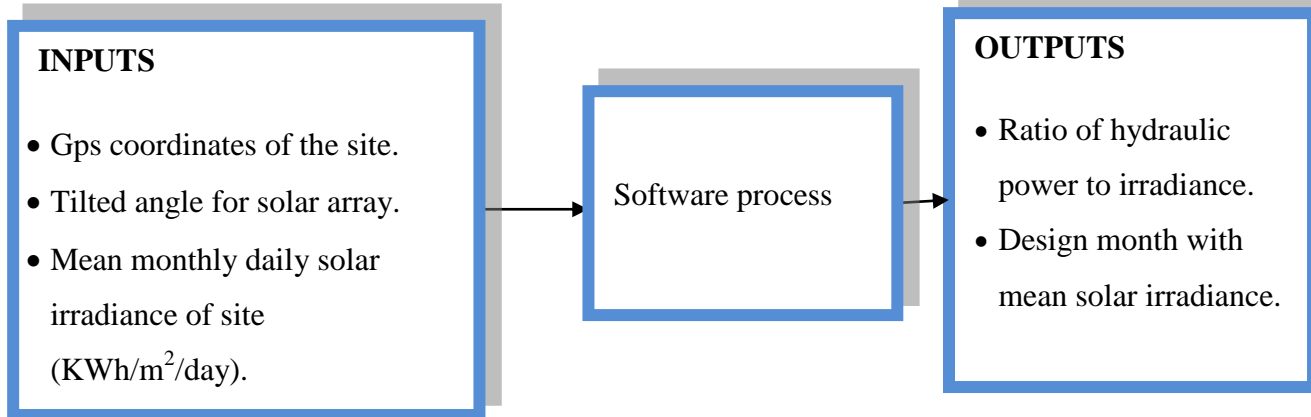 INPUTS
• Gps coordinates of the site.
• Tilted angle for solar array.
• Mean monthly daily solar
irradiance of site
(KWh/m²/day).
Software process
OUTPUTS
• Ratio of hydraulic
power to irradiance.
• Design month with
mean solar irradiance.